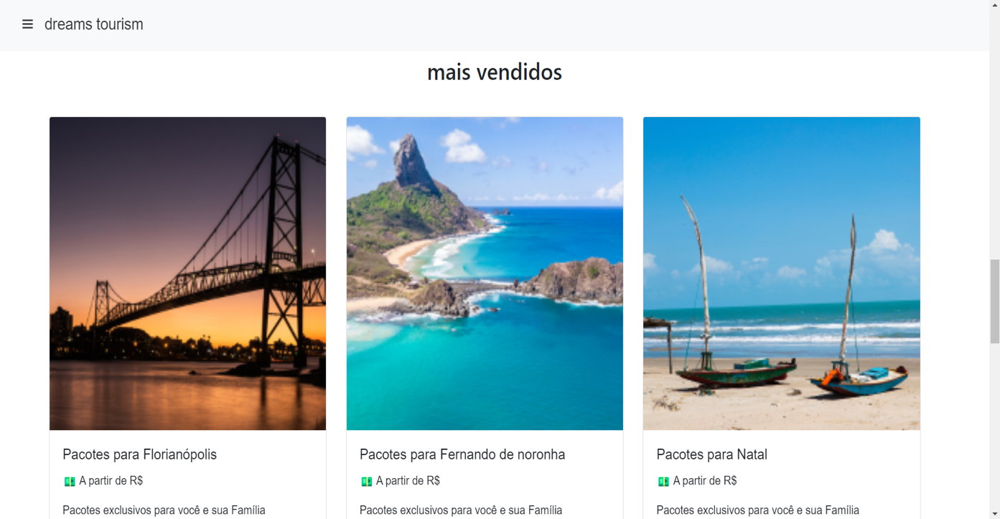 dreams tourism
mais vendidos
Pacotes para Florianópolis
A partir de R$
Pacotes exclusivos para você e sua Família
Pacotes para Fernando de noronha
A partir de R$
Pacotes exclusivos para você e sua Família
Pacotes para Natal
A partir de R$
Pacotes exclusivos para você e sua Família